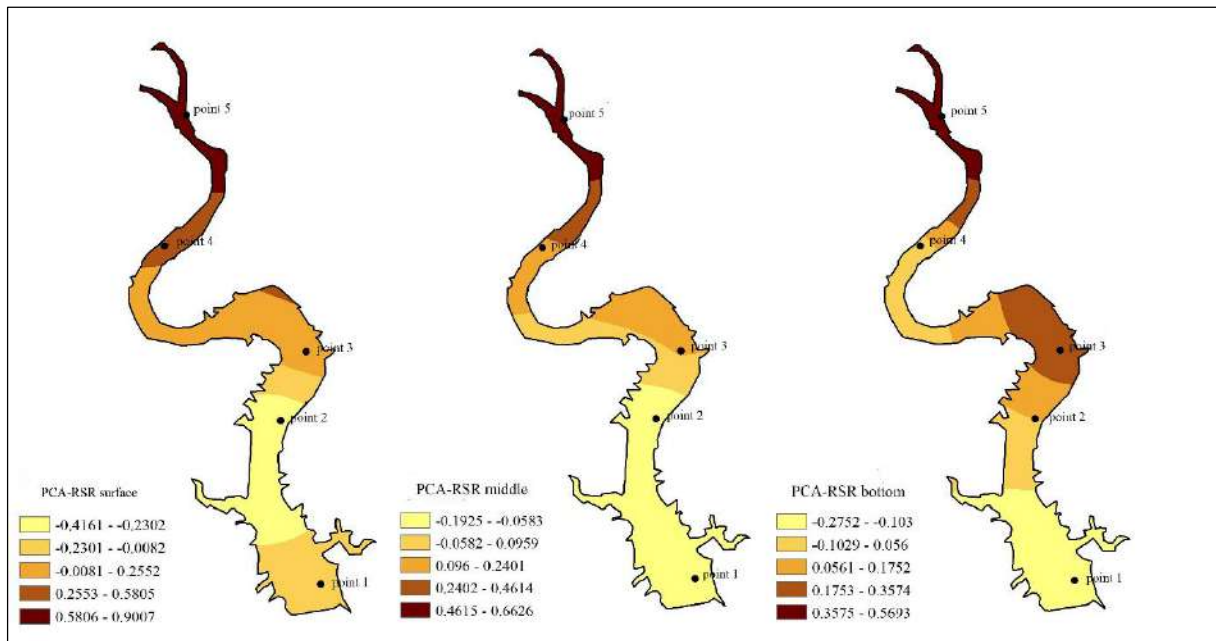 point 5
point 4
point 3
point 2
point 1
PCA-RSR surface
-0,4161 - -0,2302
-0.2301 - -0.0082
-0.0081 - 0.2552
0.2553 - 0.5805
0.5806 - 0.9007
point 5
point 4
point 3
point 2
point 1
PCA-RSR middle
-0.1925 - -0.0583
-0.0582 - 0.0959
0.096 - 0.2401
0.2402 - 0.4614
0.4615 - 0.6626
point 5
point 4
point 3
point 2
point 1
PCA-RSR bottom
-0.2752 - -0.103
-0.1029 - 0.056
0.0561 - 0.1752
0.1753 - 0.3574
0.3575 - 0.5693